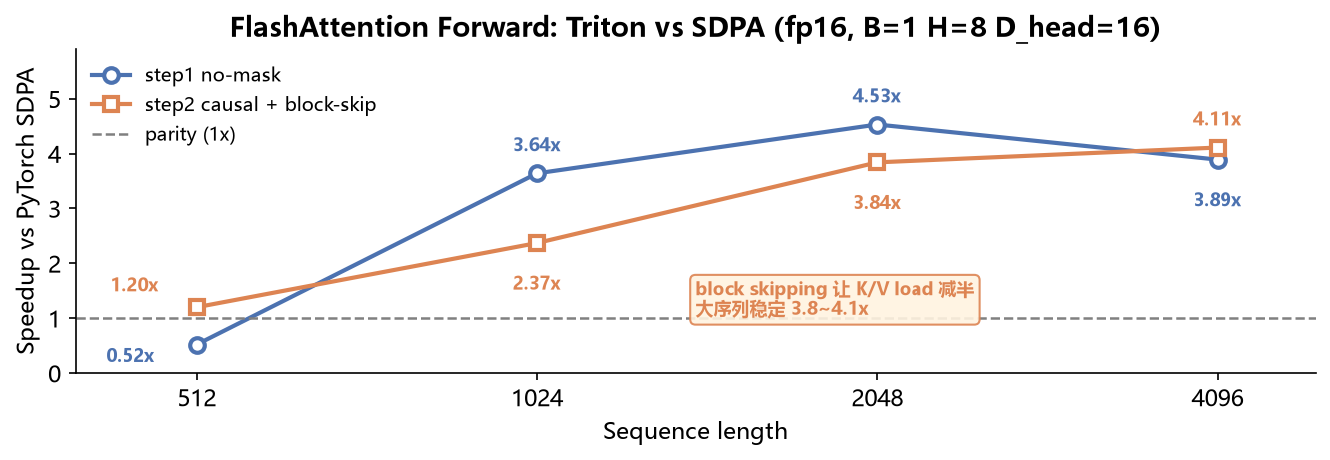 FlashAttention Forward: Triton vs SDPA (fp16, B=1 H=8 D_head=16)
Speedup vs PyTorch SDPA
step1 no-mask
step2 causal + block-skip
parity (1x)
5
4
3
2
1
0
0.52x
3.64x
4.53x
3.89x
1.20x
2.37x
3.84x
4.11x
block skipping 让 K/V load 减半
大序列稳定 3.8~4.1x
512
1024
2048
4096
Sequence length